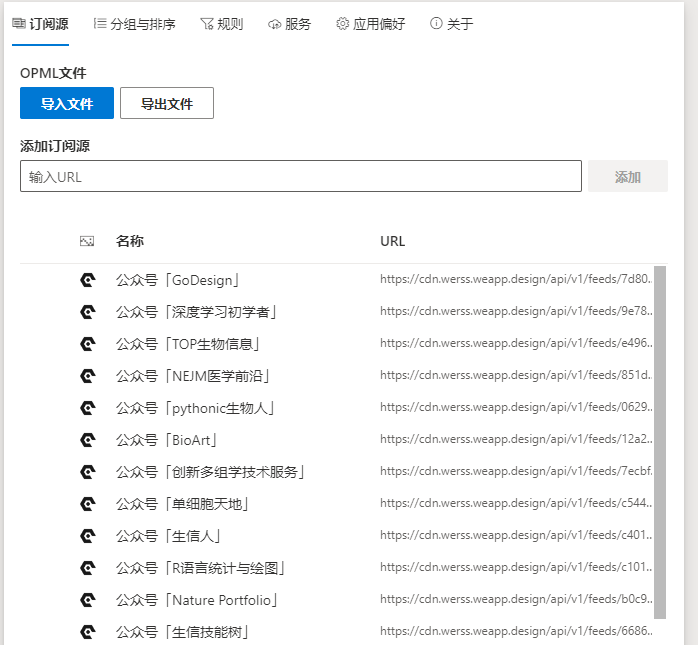 订阅源 分组与排序 规则 服务 应用偏好 关于
OPML文件
导入文件 导出文件
添加订阅源
输入URL 添加
名称 URL
公众号「GoDesign」 https://cdn.werss.weapp.design/api/v1/feeds/7d80..
公众号「深度学习初学者」 https://cdn.werss.weapp.design/api/v1/feeds/9e78..
公众号「TOP生物信息」 https://cdn.werss.weapp.design/api/v1/feeds/e496..
公众号「NEJM医学前沿」 https://cdn.werss.weapp.design/api/v1/feeds/851d..
公众号「pythonic生物人」 https://cdn.werss.weapp.design/api/v1/feeds/0629..
公众号「BioArt」 https://cdn.werss.weapp.design/api/v1/feeds/12a2..
公众号「创新多组学技术服务」 https://cdn.werss.weapp.design/api/v1/feeds/7ecbf.
公众号「单细胞天地」 https://cdn.werss.weapp.design/api/v1/feeds/c544..
公众号「生信人」 https://cdn.werss.weapp.design/api/v1/feeds/c401..
公众号「R语言统计与绘图」 https://cdn.werss.weapp.design/api/v1/feeds/c101..
公众号「Nature Portfolio」 https://cdn.werss.weapp.design/api/v1/feeds/b0c9..
公众号「生信技能树」 https://cdn.werss.weapp.design/api/v1/feeds/6686..